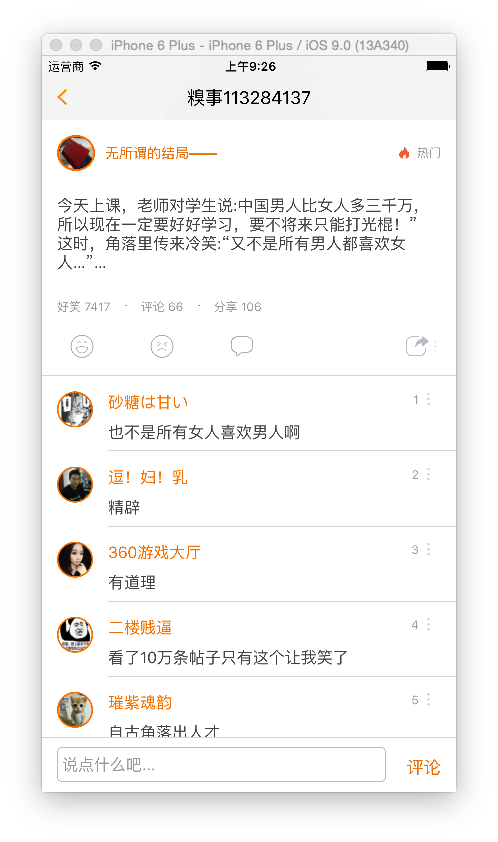 iPhone 6 Plus - iPhone 6 Plus / iOS 9.0 (13A340)
运营商 上午9:26
糗事113284137
无所谓的结局—— 热门
今天上课，老师对学生说:中国男人比女人多三千万，
所以现在一定要好好学习，要不将来只能打光棍！”
这时，角落里传来冷笑:“又不是所有男人都喜欢女
人...”...
好笑 7417 · 评论 66 · 分享 106
砂糖は甘い 1
也不是所有女人喜欢男人啊
逗！妇！乳 2
精辟
360游戏大厅 3
有道理
二楼贱逼 4
看了10万条帖子只有这个让我笑了
璀紫魂韵 5
自古角落出人才
说点什么吧... 评论